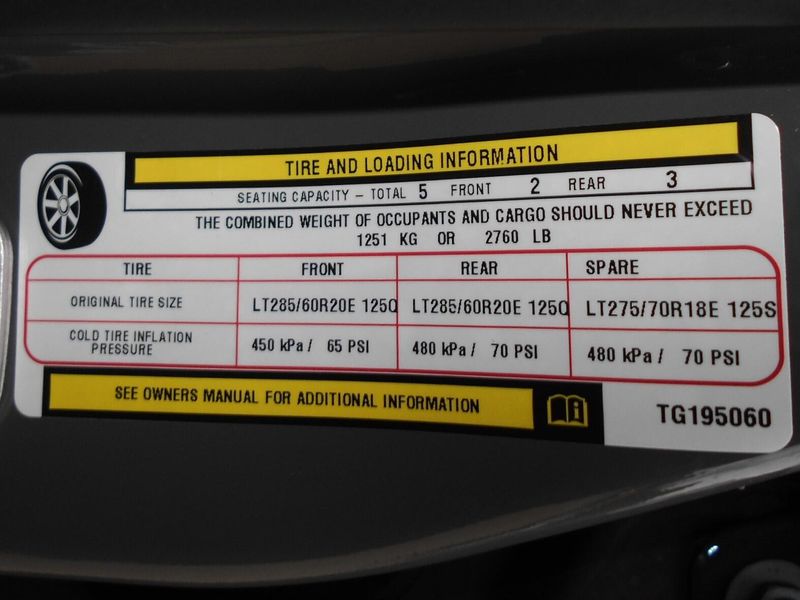 TIRE AND LOADING INFORMATION
SEATING CAPACITY – TOTAL 5 FRONT 2 REAR 3
THE COMBINED WEIGHT OF OCCUPANTS AND CARGO SHOULD NEVER EXCEED
1251 KG OR 2760 LB
TIRE FRONT REAR SPARE
ORIGINAL TIRE SIZE LT285/60R20E 125Q LT285/60R20E 125Q LT275/70R18E 125S
COLD TIRE INFLATION
PRESSURE 450 kPa / 65 PSI 480 kPa / 70 PSI 480 kPa / 70 PSI
SEE OWNERS MANUAL FOR ADDITIONAL INFORMATION i
TG195060